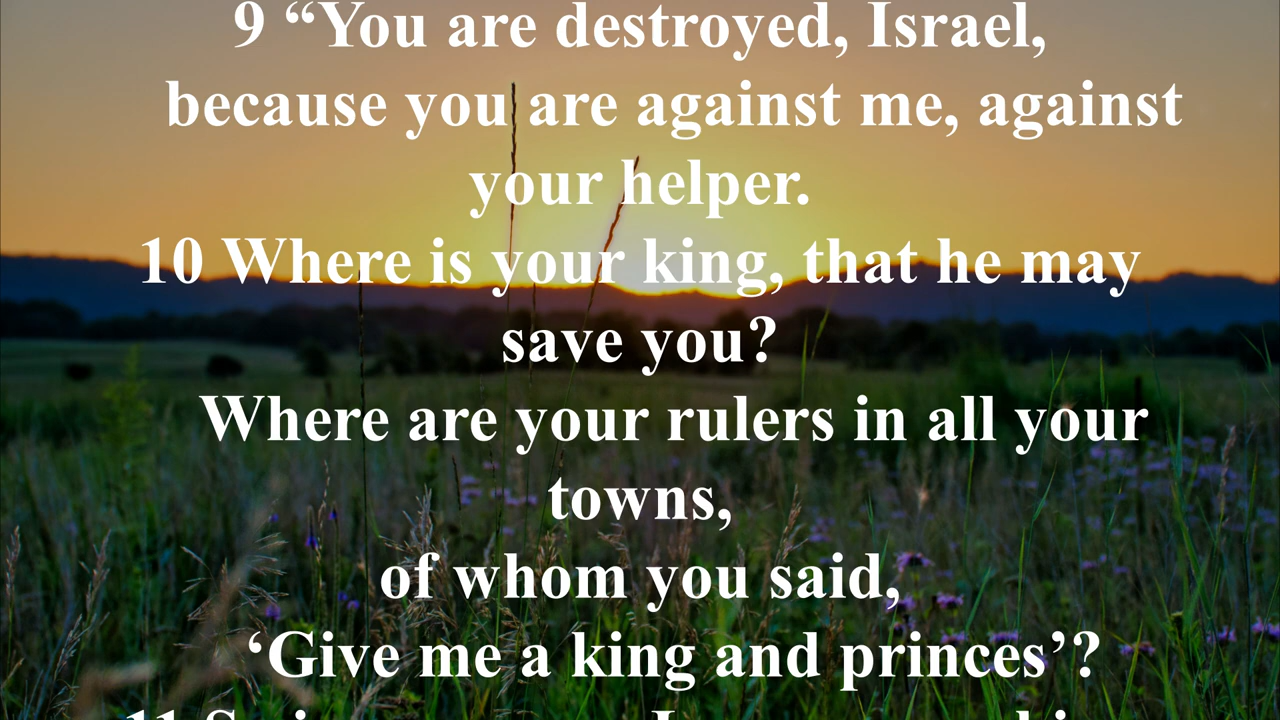 9 “You are destroyed, Israel,
because you are against me, against
your helper.
10 Where is your king, that he may
save you?
Where are your rulers in all your
towns,
of whom you said,
‘Give me a king and princes’?
11